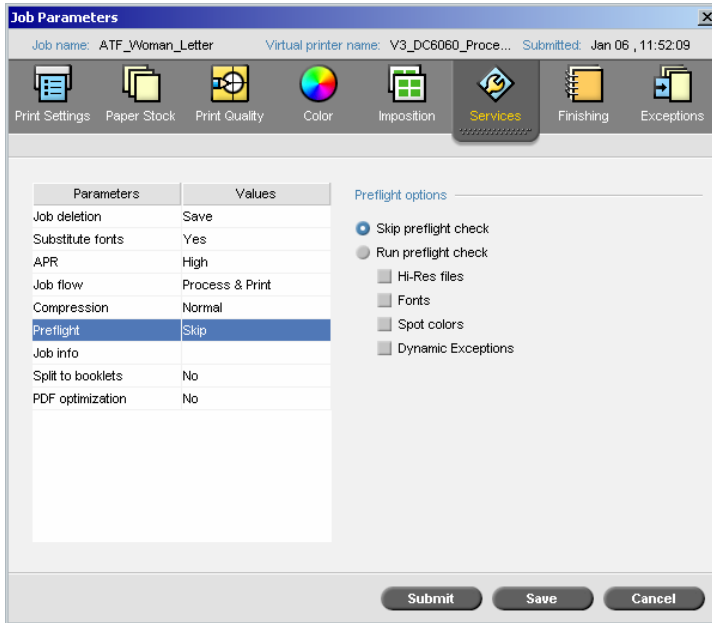 Job Parameters
Job name: ATF_Woman_Letter Virtual printer name: V3_DC6060_Proce... Submitted: Jan 06 , 11:52:09
Print Settings Paper Stock Print Quality Color Imposition Services Finishing Exceptions
Parameters Values
Job deletion Save
Substitute fonts Yes
APR High
Job flow Process & Print
Compression Normal
Preflight Skip
Job info
Split to booklets No
PDF optimization No
Preflight options
Skip preflight check
Run preflight check
Hi-Res files
Fonts
Spot colors
Dynamic Exceptions
Submit Save Cancel